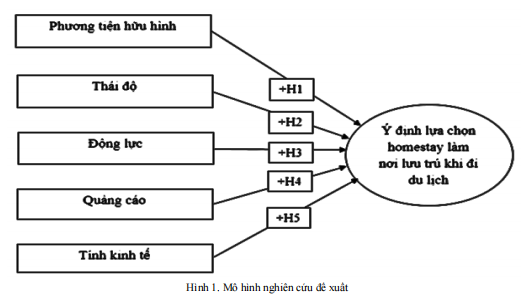 Phương tiện hữu hình
Thái độ
Động lực
Quảng cáo
Tính kinh tế
+H1
+H2
+H3
+H4
+H5
Ý định lựa chọn
homestay làm
nơi lưu trú khi đi
du lịch
Hình 1. Mô hình nghiên cứu đề xuất